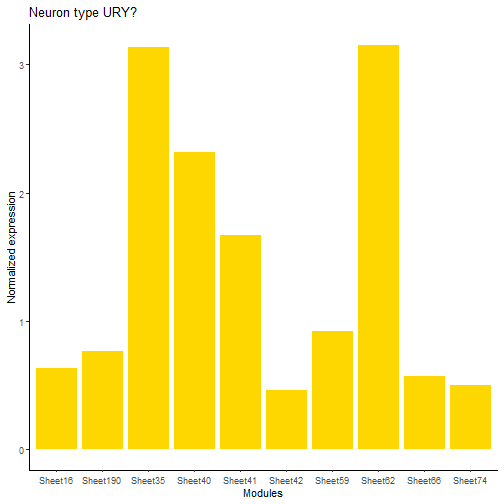 Neuron type URY?
Normalized expression
3
2
1
0
Sheet16 Sheet190 Sheet35 Sheet40 Sheet41 Sheet42 Sheet59 Sheet62 Sheet66 Sheet74
Modules